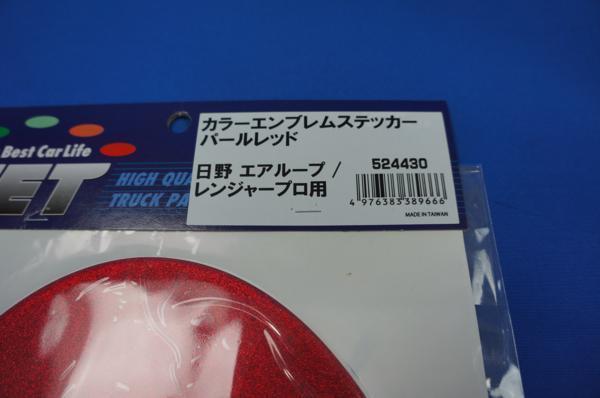 カラーエンブレムステッカー
パールレッド
日野 エアループ /
レンジャープロ用
524430
4 976383 389666
MADE IN TAIWAN
Best Car Life
ET
HIGH QUA
TRUCK PA